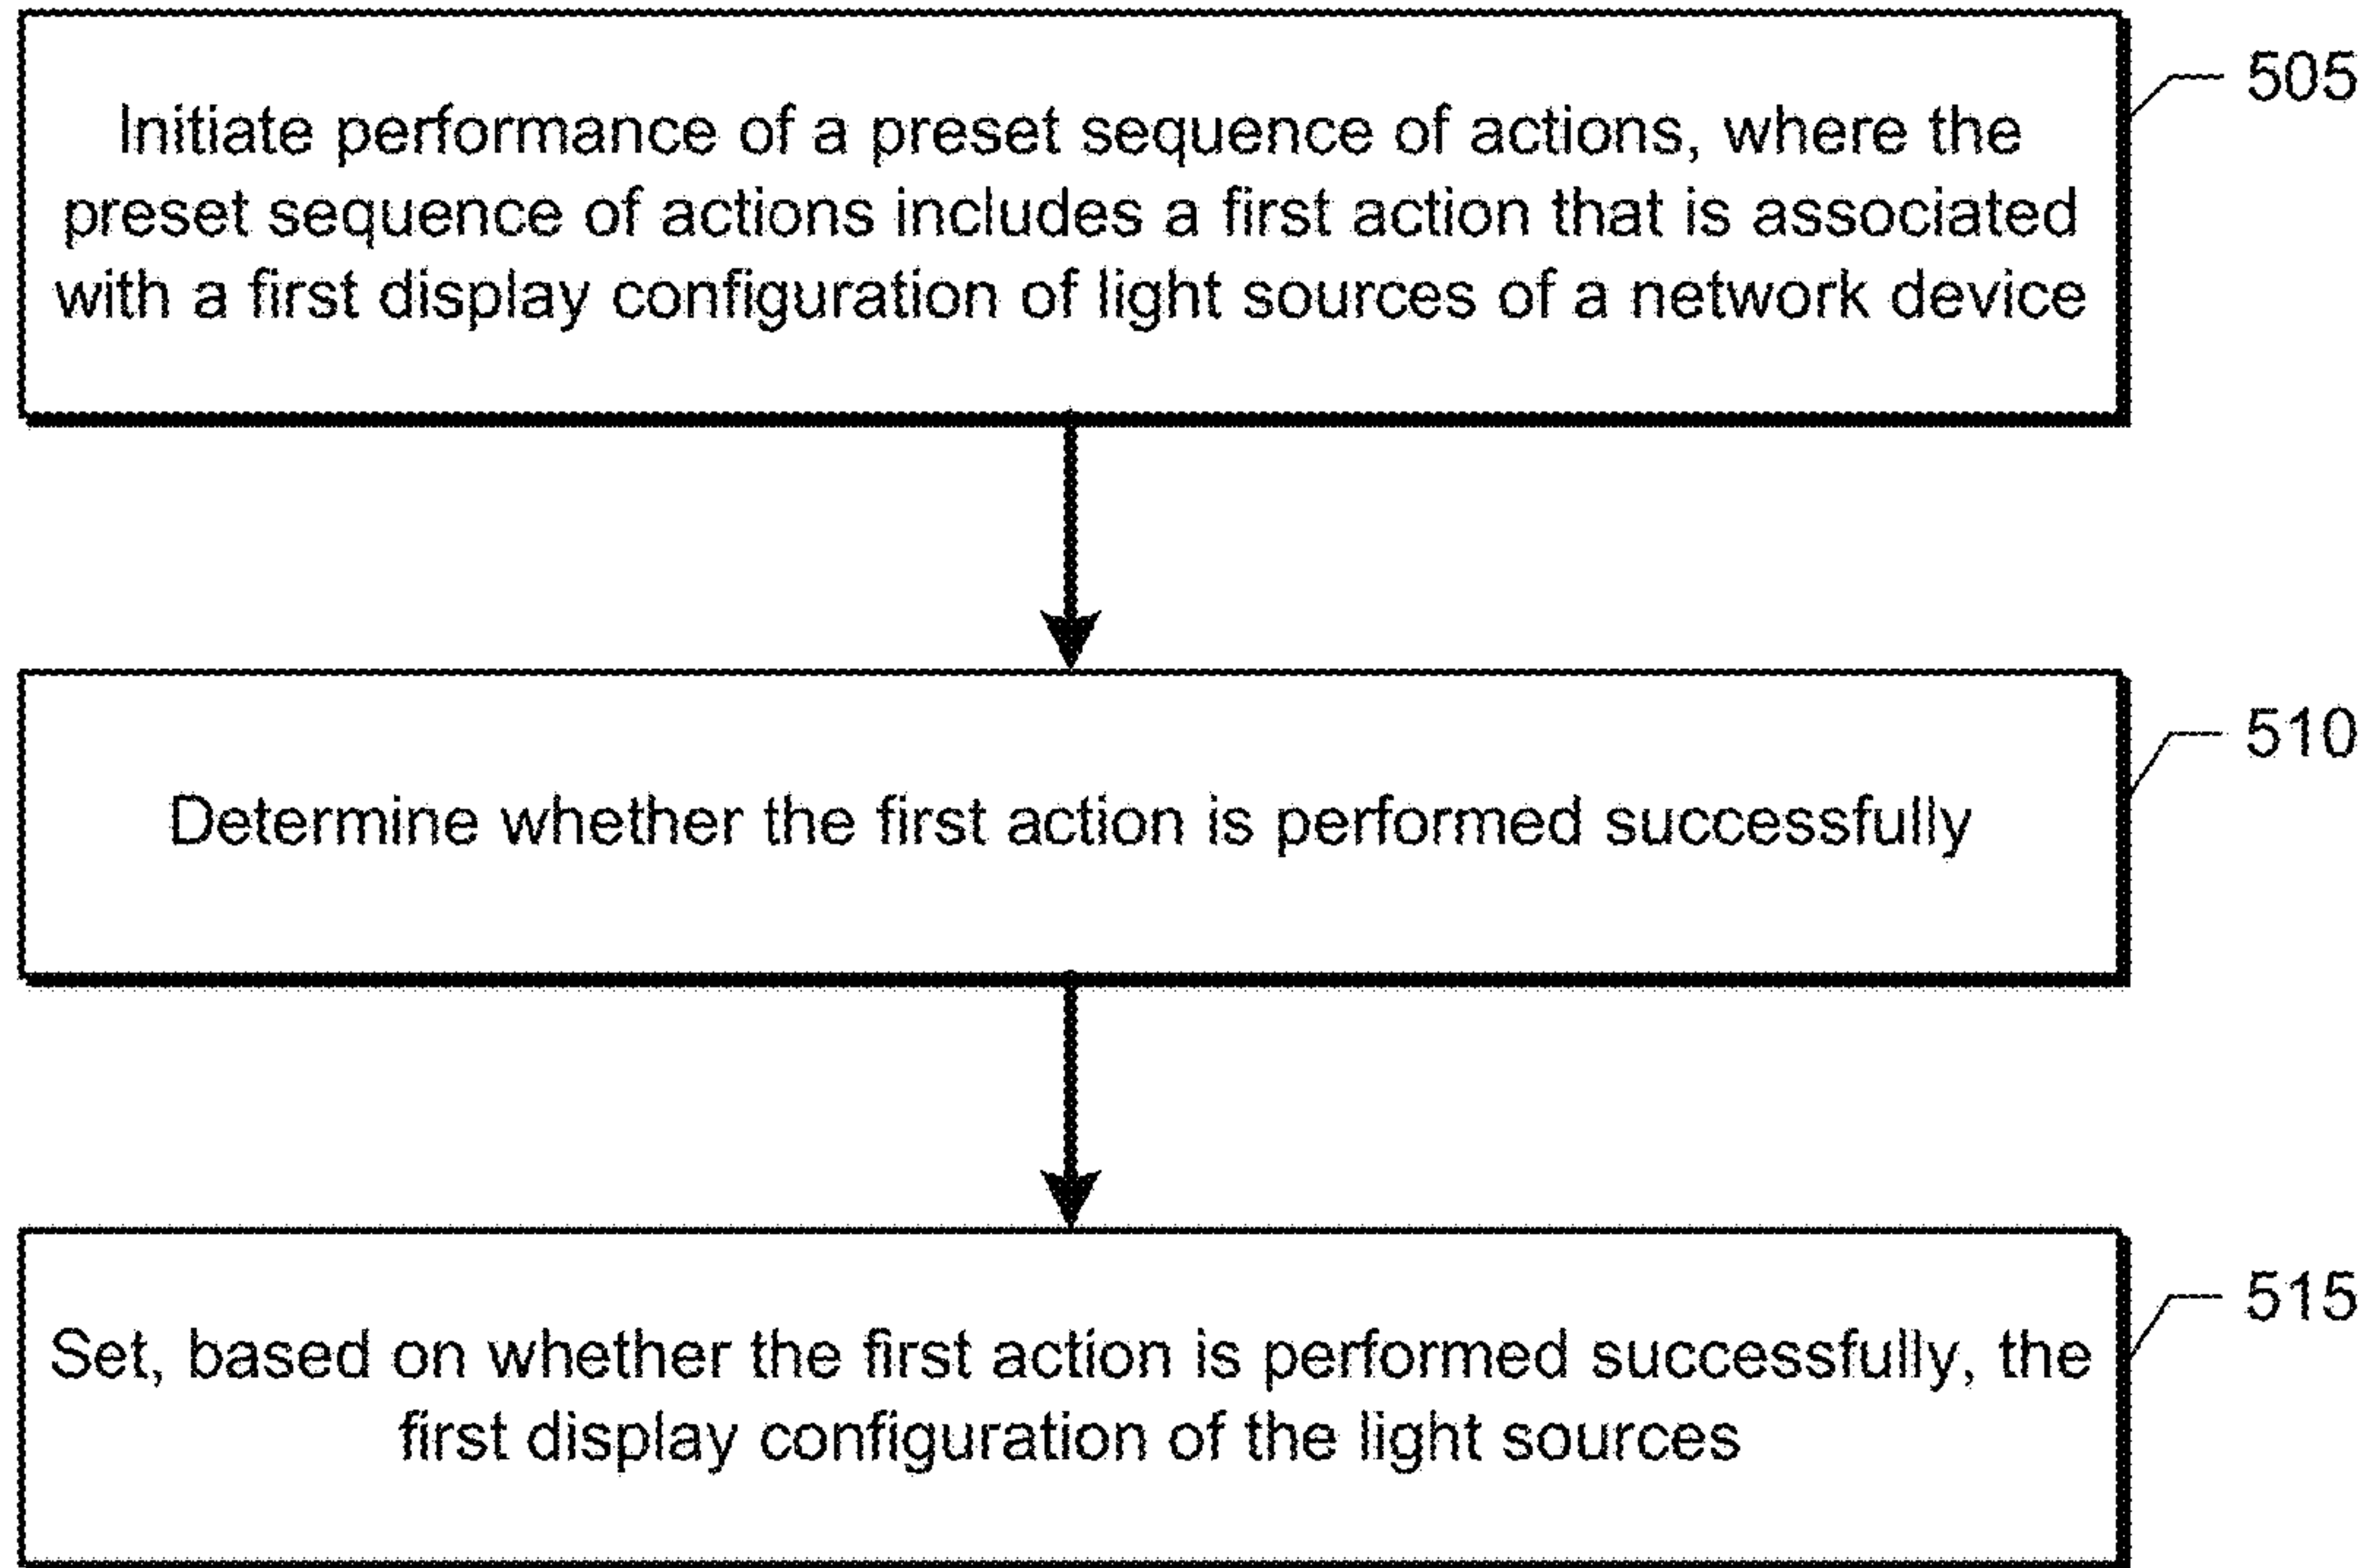 Initiate performance of a preset sequence of actions, where the
preset sequence of actions includes a first action that is associated
with a first display configuration of light sources of a network device
505
Determine whether the first action is performed successfully
510
Set, based on whether the first action is performed successfully, the
first display configuration of the light sources
515